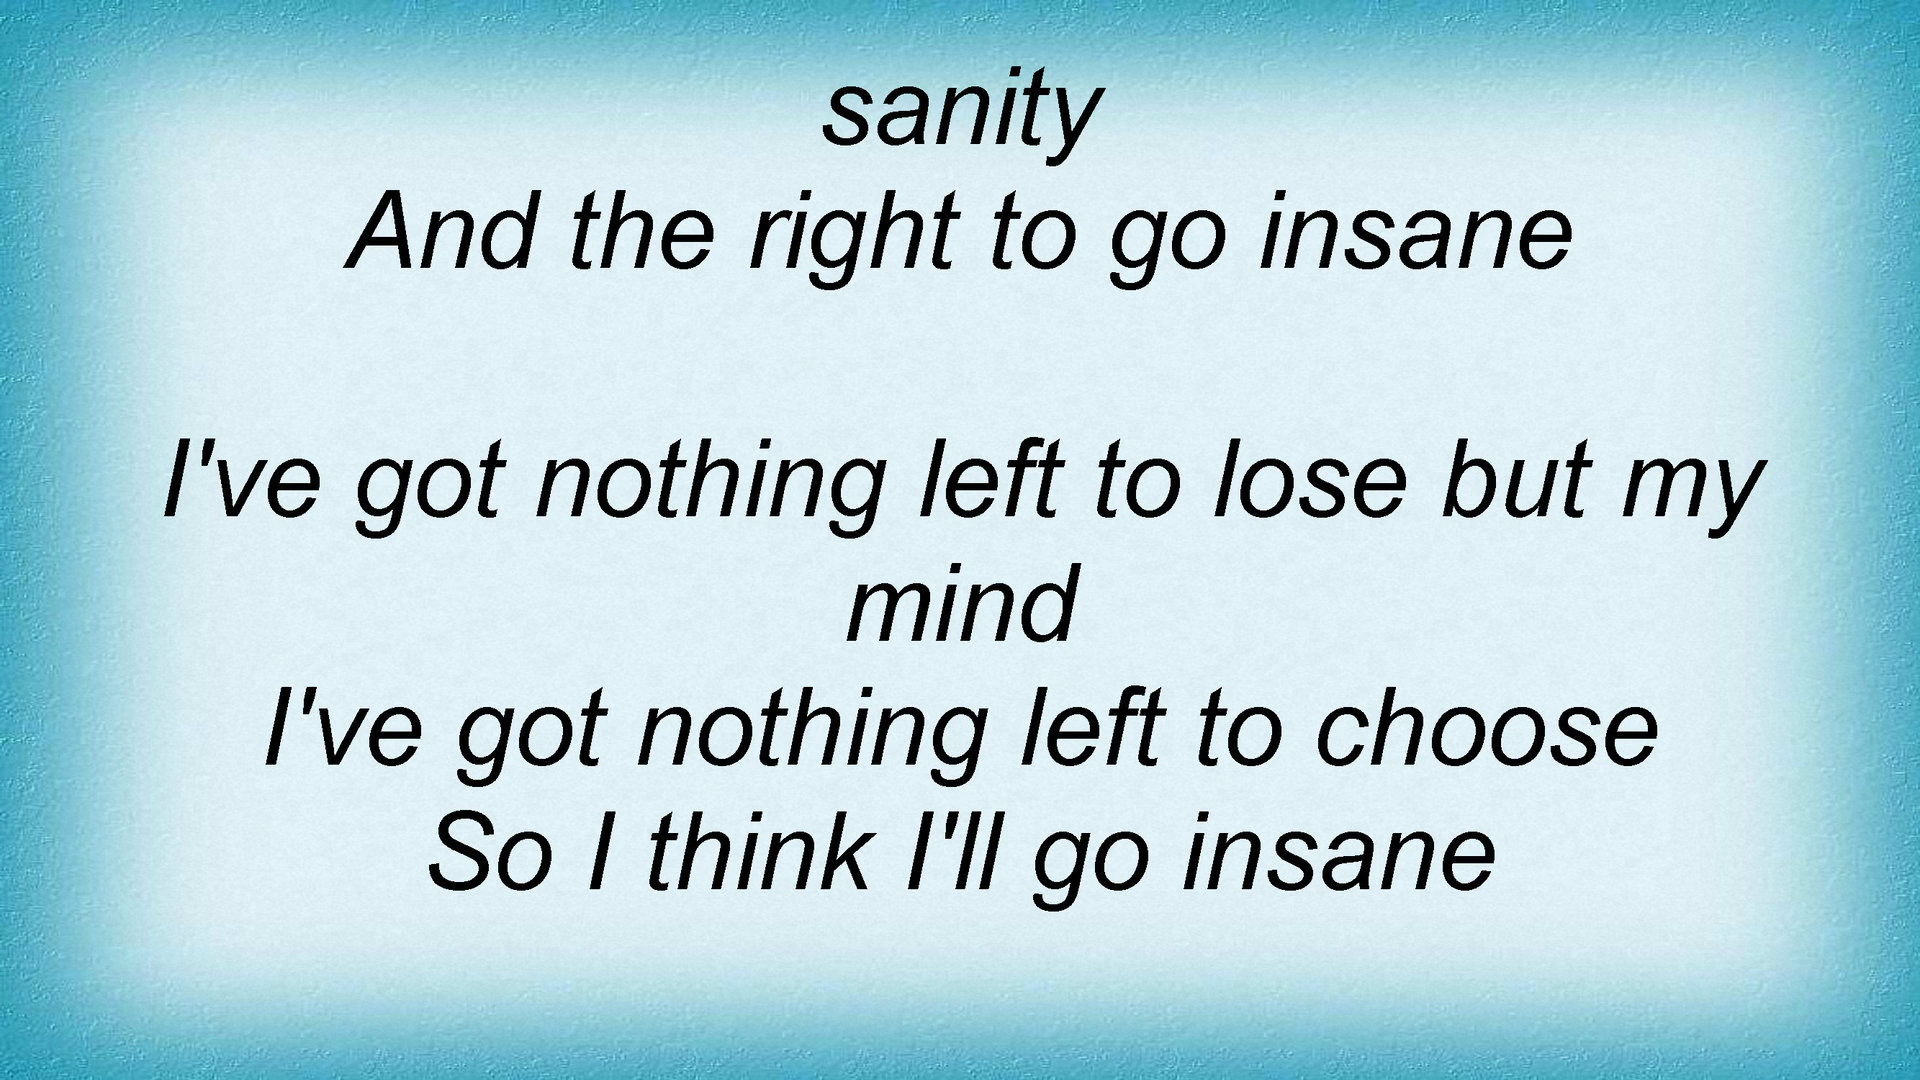 sanity
And the right to go insane
I've got nothing left to lose but my
mind
I've got nothing left to choose
So I think I'll go insane